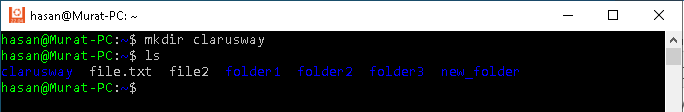 hasan@Murat-PC: ~
hasan@Murat-PC:~$ mkdir clarusway
hasan@Murat-PC:~$ ls
clarusway file.txt file2 folder1 folder2 folder3 new_folder
hasan@Murat-PC:~$